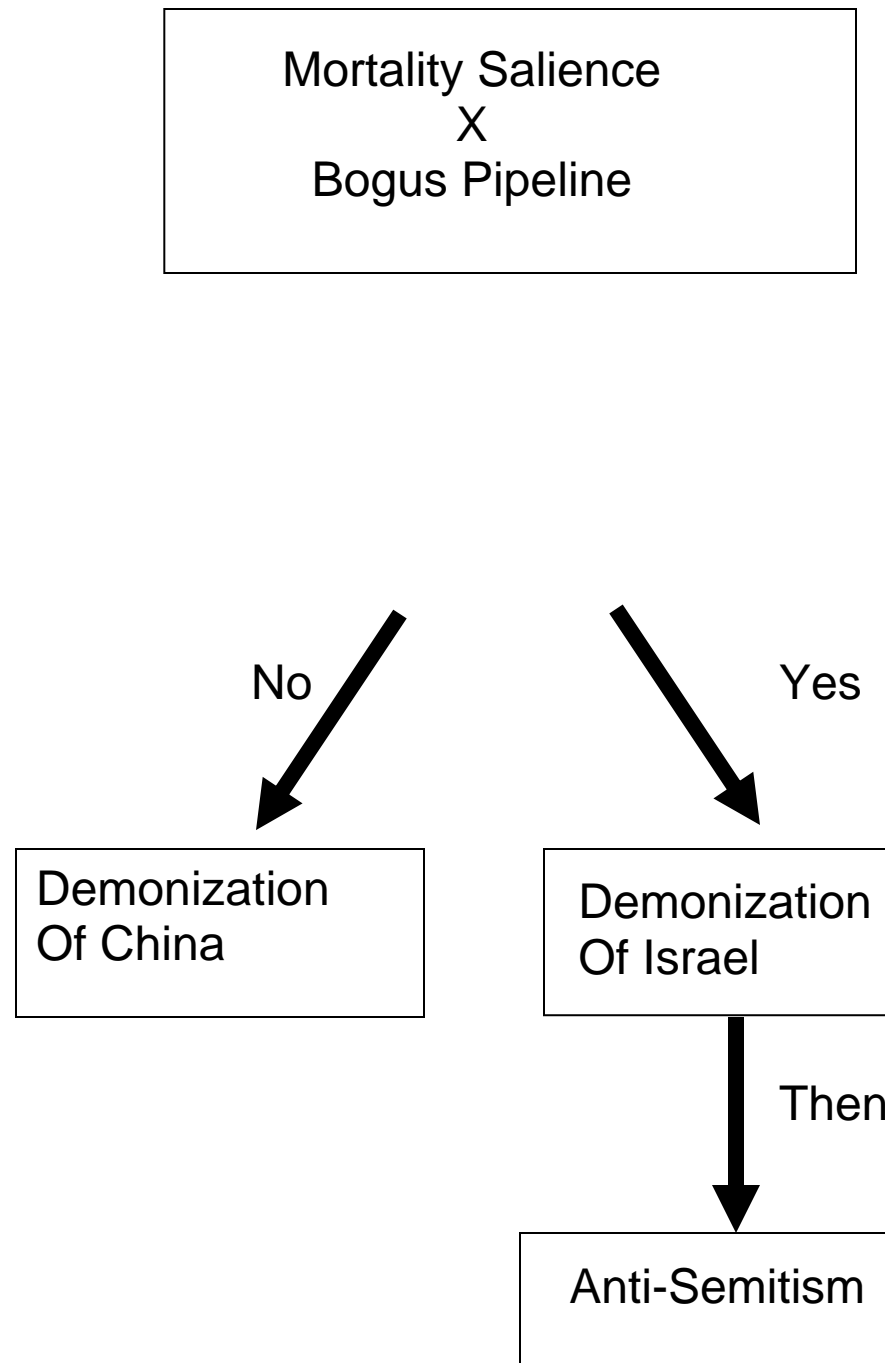 Mortality Salience
X
Bogus Pipeline
No
Yes
Demonization
Of China
Demonization
Of Israel
Then
Anti-Semitism